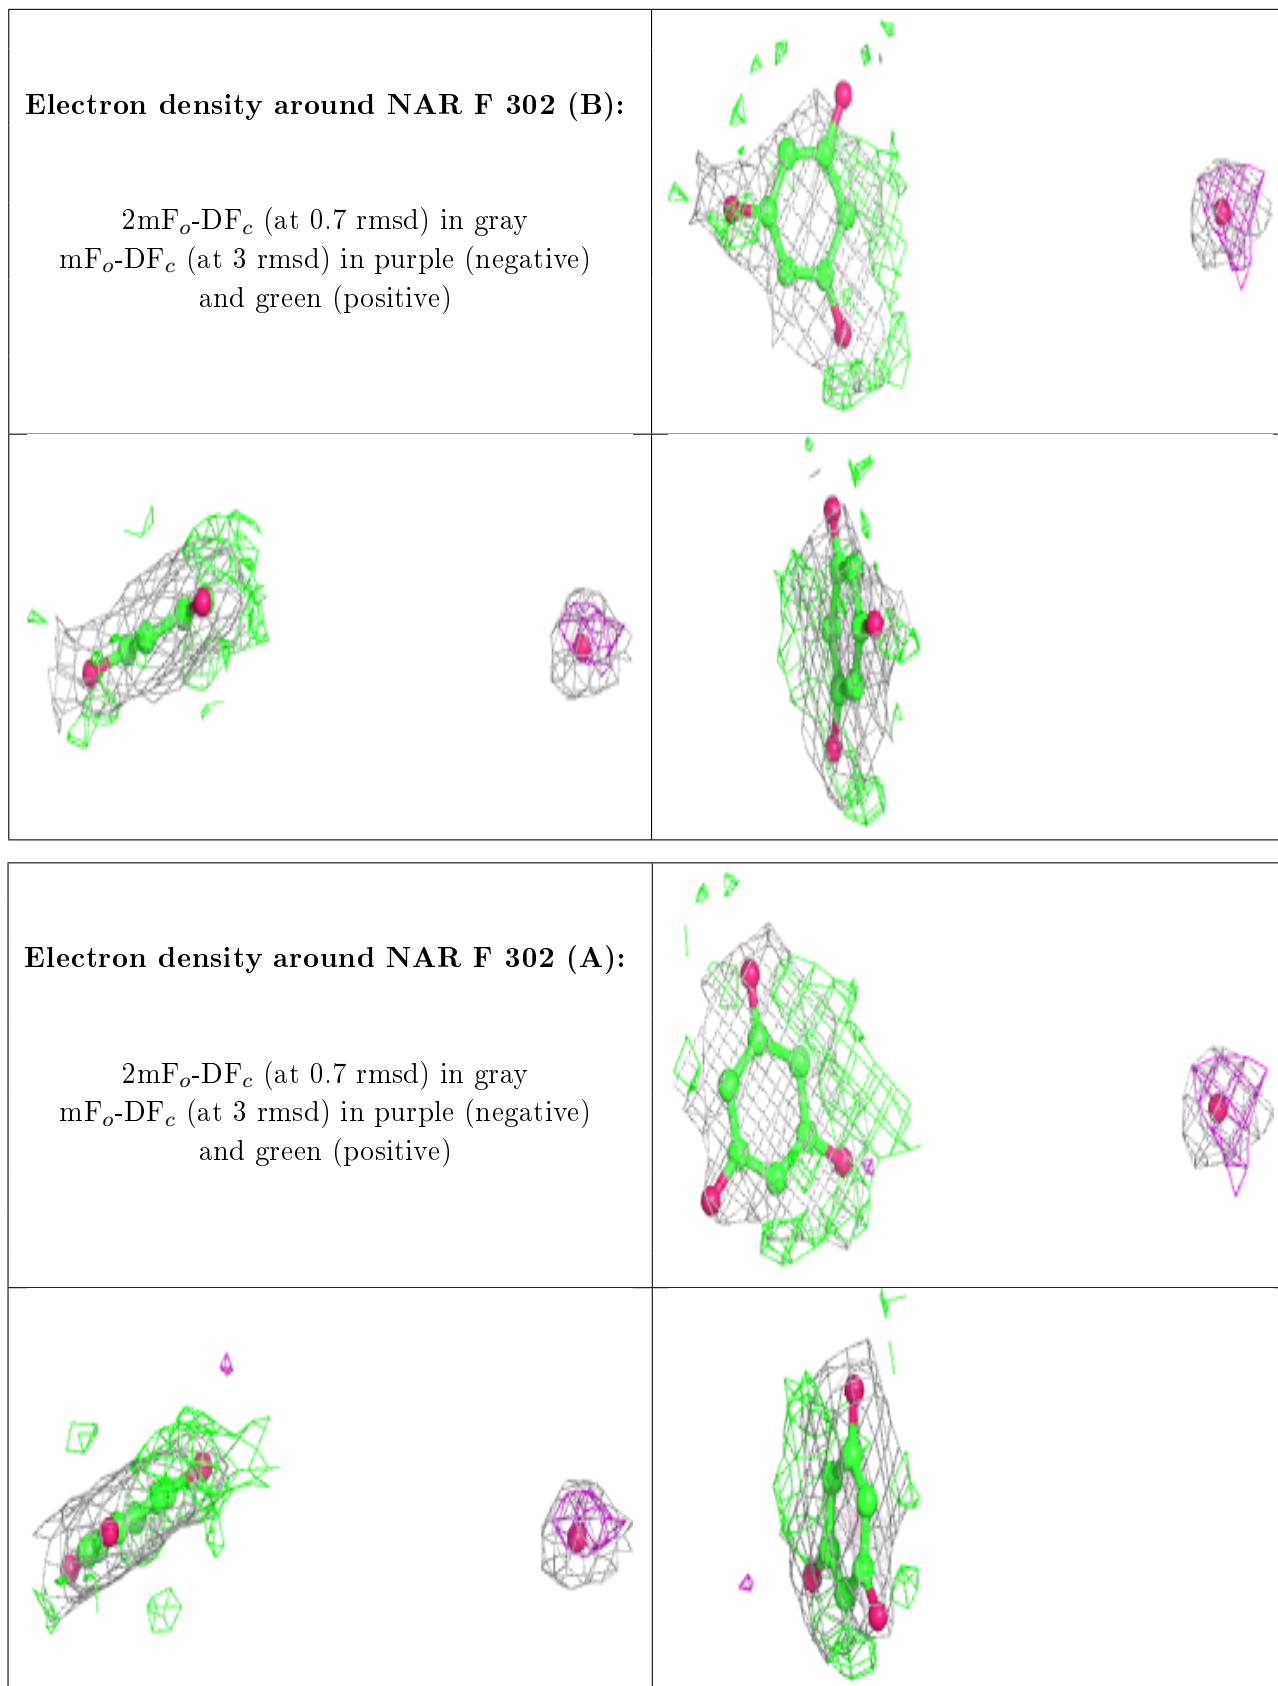 Electron density around NAR F 302 (B):
2mFo-DFc (at 0.7 rmsd) in gray
mFo-DFc (at 3 rmsd) in purple (negative)
and green (positive)
Electron density around NAR F 302 (A):
2mFo-DFc (at 0.7 rmsd) in gray
mFo-DFc (at 3 rmsd) in purple (negative)
and green (positive)